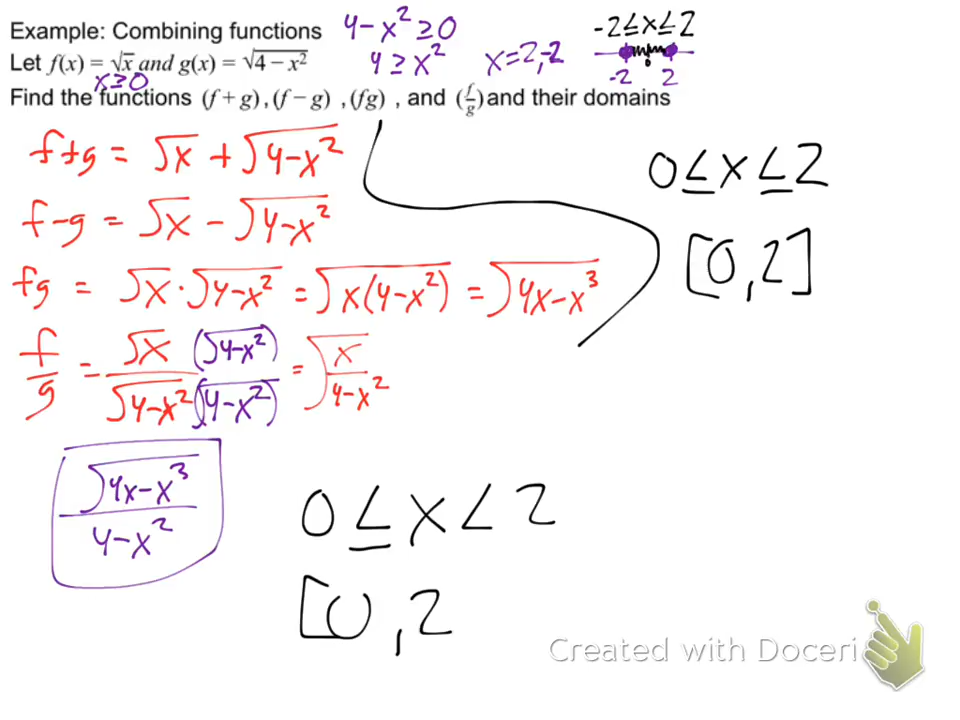 Example: Combining functions
4-x² ≥ 0
-2 ≤ x ≤ 2
Let f(x) = √x and g(x) = √(4-x²)
4 ≥ x²
x = 2, -2
-2 0 2
x ≥ 0
Find the functions (f+g), (f-g), (fg), and (f/g) and their domains
f+g = √x + √(4-x²)
0 ≤ x ≤ 2
f-g = √x - √(4-x²)
[0, 2]
fg = √x · √(4-x²) = √(x(4-x²)) = √(4x-x³)
f/g = √x (√(4-x²)) / √(4-x²) (√(4-x²)) = √(x/(4-x²))
√(4x-x³) / 4-x²
0 ≤ x < 2
[0, 2
Created with Doceri